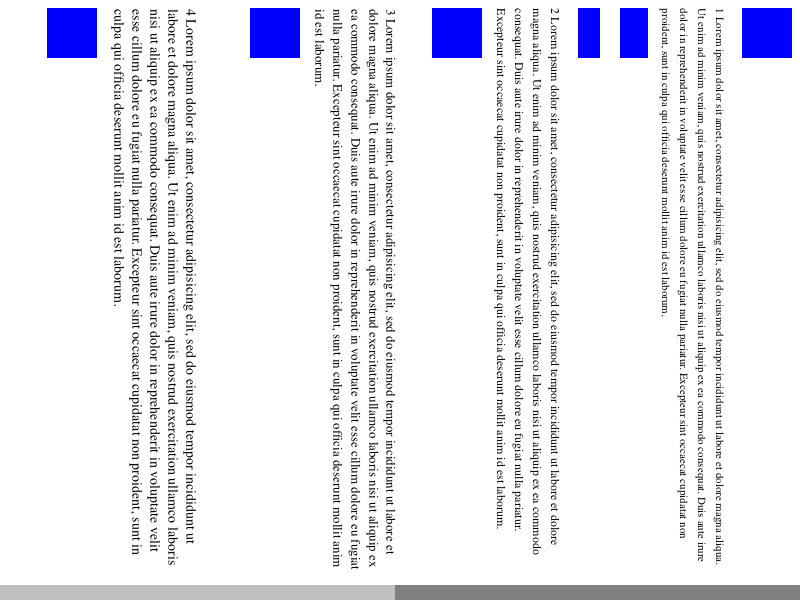 1 Lorem ipsum dolor sit amet, consectetur adipisicing elit, sed do eiusmod tempor incididunt ut labore et dolore magna aliqua.
Ut enim ad minim veniam, quis nostrud exercitation ullamco laboris nisi ut aliquip ex ea commodo consequat. Duis aute irure
dolor in reprehenderit in voluptate velit esse cillum dolore eu fugiat nulla pariatur. Excepteur sint occaecat cupidatat non
proident, sunt in culpa qui officia deserunt mollit anim id est laborum.
2 Lorem ipsum dolor sit amet, consectetur adipisicing elit, sed do eiusmod tempor incididunt ut labore et dolore
magna aliqua. Ut enim ad minim veniam, quis nostrud exercitation ullamco laboris nisi ut aliquip ex ea commodo
consequat. Duis aute irure dolor in reprehenderit in voluptate velit esse cillum dolore eu fugiat nulla pariatur.
Excepteur sint occaecat cupidatat non proident, sunt in culpa qui officia deserunt mollit anim id est laborum.
3 Lorem ipsum dolor sit amet, consectetur adipisicing elit, sed do eiusmod tempor incididunt ut labore et
dolore magna aliqua. Ut enim ad minim veniam, quis nostrud exercitation ullamco laboris nisi ut aliquip ex
ea commodo consequat. Duis aute irure dolor in reprehenderit in voluptate velit esse cillum dolore eu fugiat
nulla pariatur. Excepteur sint occaecat cupidatat non proident, sunt in culpa qui officia deserunt mollit anim
id est laborum.
4 Lorem ipsum dolor sit amet, consectetur adipisicing elit, sed do eiusmod tempor incididunt ut
labore et dolore magna aliqua. Ut enim ad minim veniam, quis nostrud exercitation ullamco laboris
nisi ut aliquip ex ea commodo consequat. Duis aute irure dolor in reprehenderit in voluptate velit
esse cillum dolore eu fugiat nulla pariatur. Excepteur sint occaecat cupidatat non proident, sunt in
culpa qui officia deserunt mollit anim id est laborum.